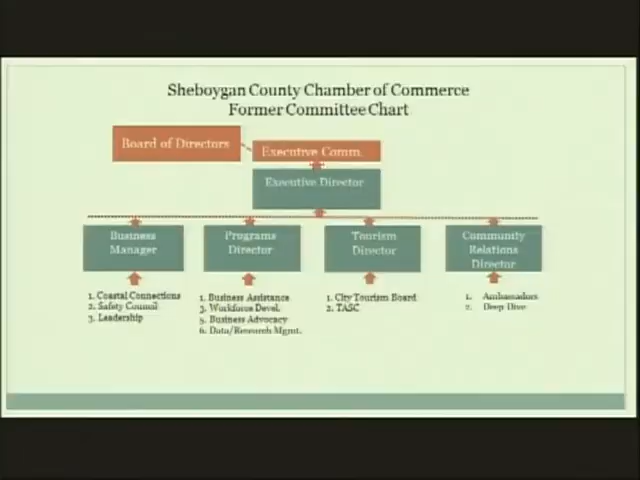 Sheboygan County Chamber of Commerce
Former Committee Chart
Board of Directors
Executive Comm.
Executive Director
Business
Manager
Programs
Director
Tourism
Director
Community
Relations
Director
1. Coastal Connections
2. Safety Council
3. Leadership
1. Business Assistance
3. Workforce Devel.
5. Business Advocacy
6. Data/Research Mgmt.
1. City Tourism Board
2. TASC
1. Ambassadors
2. Deep Dive